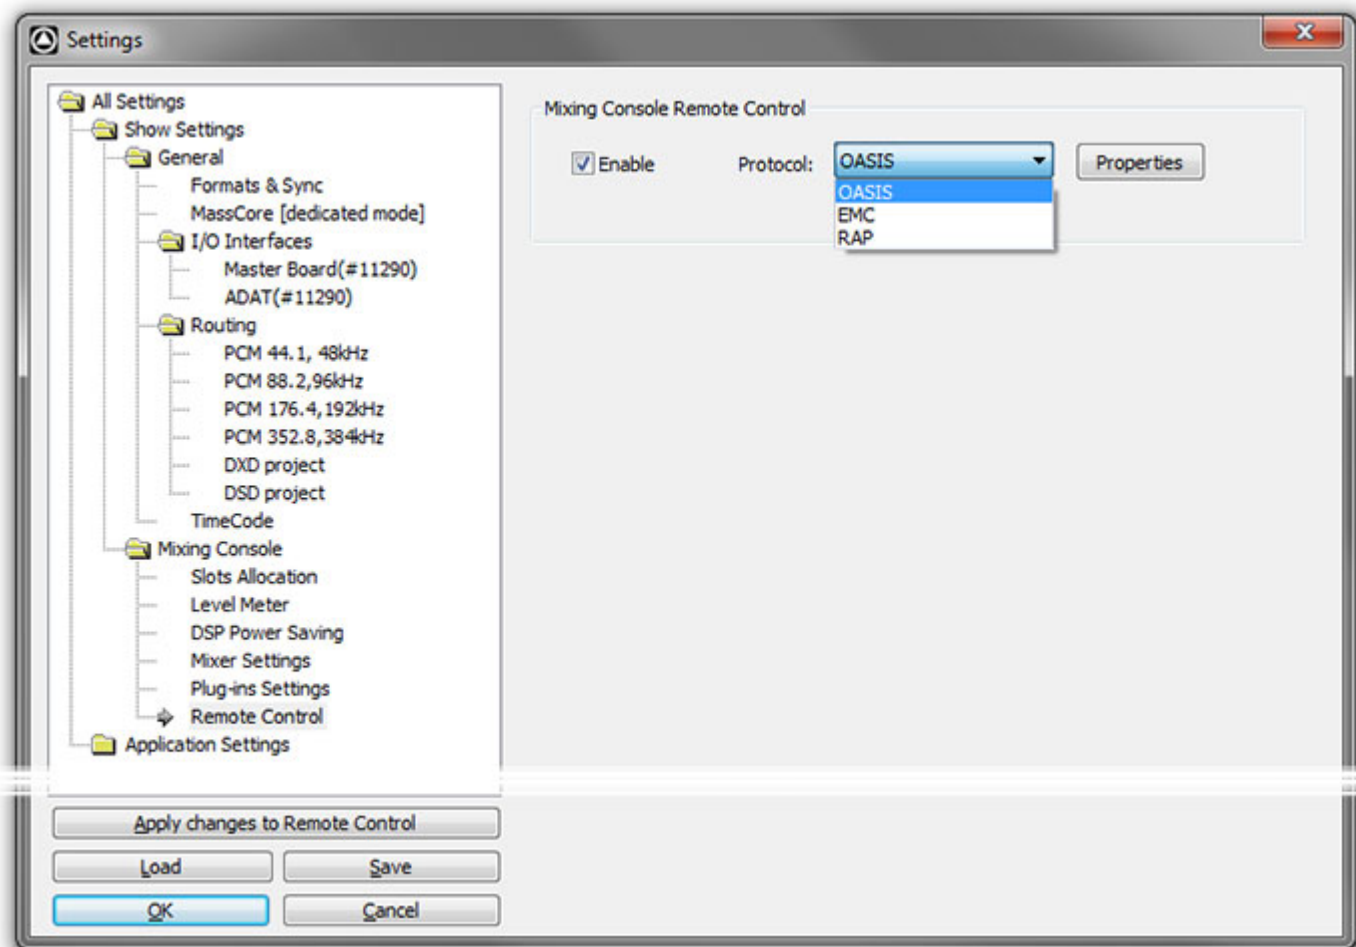 Settings
All Settings
Show Settings
General
Formats & Sync
MassCore [dedicated mode]
I/O Interfaces
Master Board(#11290)
ADAT(#11290)
Routing
PCM 44.1, 48kHz
PCM 88.2,96kHz
PCM 176.4,192kHz
PCM 352.8,384kHz
DXD project
DSD project
TimeCode
Mixing Console
Slots Allocation
Level Meter
DSP Power Saving
Mixer Settings
Plug-ins Settings
Remote Control
Application Settings
Apply changes to Remote Control
Load Save
OK Cancel
Mixing Console Remote Control
Enable Protocol: OASIS Properties
OASIS
EMC
RAP